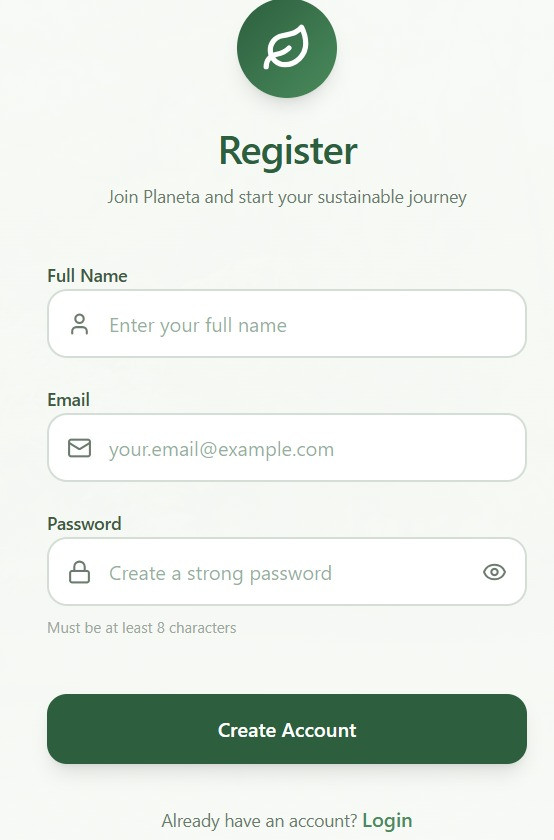 Register
Join Planeta and start your sustainable journey
Full Name
Enter your full name
Email
your.email@example.com
Password
Create a strong password
Must be at least 8 characters
Create Account
Already have an account? Login